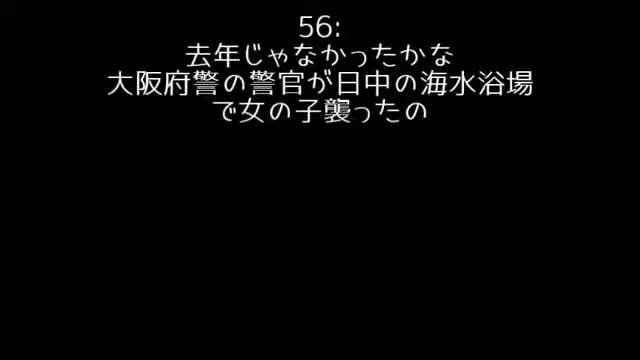 56:
去年じゃなかったかな
大阪府警の警官が日中の海水浴場
で女の子襲ったの